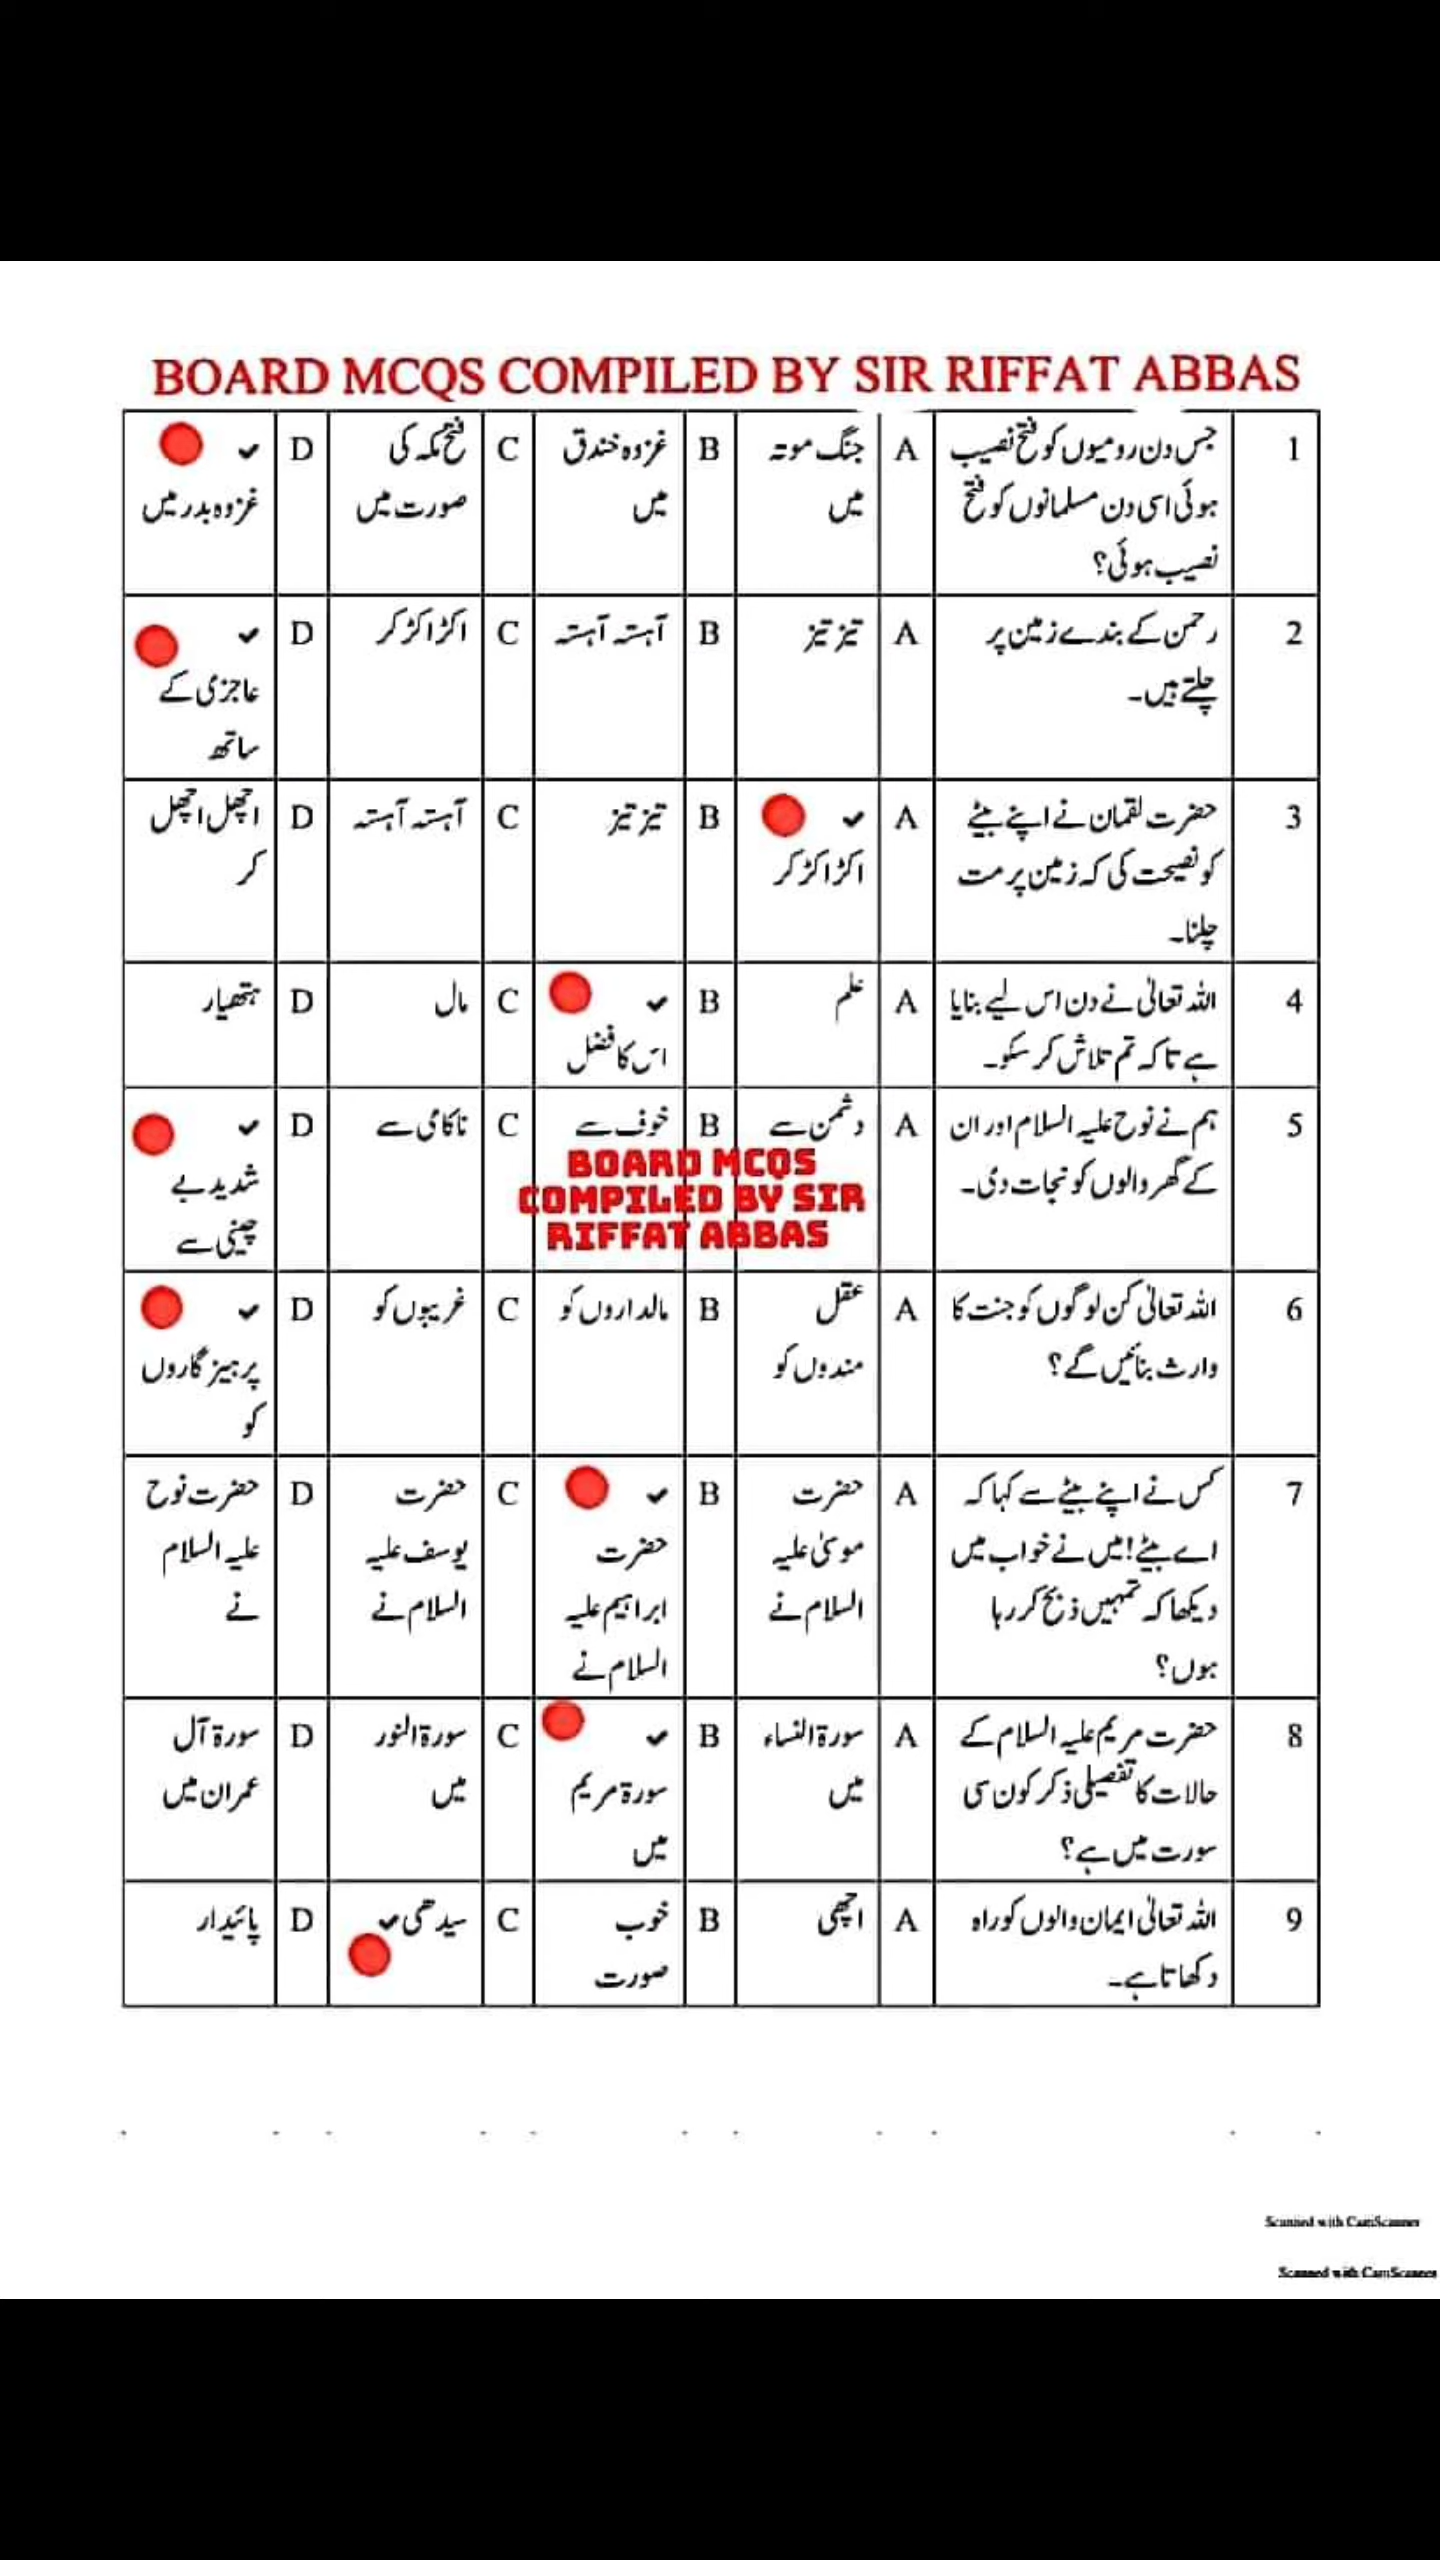 BOARD MCQS COMPILED BY SIR RIFFAT ABBAS
1 جس دن رومیوں کو فتح نصیب A جنگ موتہ B غزوہ خندق C فتح مکہ کی D ✓
ہوئی اسی دن مسلمانوں کو فتح میں میں صورت میں غزوہ بدر میں
نصیب ہوئی؟
2 رحمن کے بندے زمین پر A تیز تیز B آہستہ آہستہ C اکڑ اکڑ کر D ✓
چلتے ہیں۔ عاجزی کے
ساتھ
3 حضرت لقمان نے اپنے بیٹے A ✓ B تیز تیز C آہستہ آہستہ D اچھل اچھل
کو نصیحت کی کہ زمین پر مت اکڑ اکڑ کر کر
چلنا۔
4 اللہ تعالیٰ نے دن اس لیے بنایا A علم B ✓ C مال D ہتھیار
ہے تاکہ تم تلاش کر سکو۔ اس کا فضل
5 ہم نے نوح علیہ السلام اور ان A دشمن سے B خوف سے C ناکامی سے D ✓
کے گھر والوں کو نجات دی۔ شدید بے
چینی سے
BOARD MCQS
COMPILED BY SIR
RIFFAT ABBAS
6 اللہ تعالیٰ کن لوگوں کو جنت کا A عقل B مالداروں کو C غریبوں کو D ✓
وارث بنائیں گے؟ مندوں کو پرہیز گاروں
کو
7 کس نے اپنے بیٹے سے کہا کہ A حضرت B ✓ C حضرت D حضرت نوح
اے بیٹے! میں نے خواب میں موسیٰ علیہ حضرت یوسف علیہ علیہ السلام
دیکھا کہ تمہیں ذبح کر رہا السلام نے ابراہیم علیہ السلام نے نے
ہوں؟ السلام نے
8 حضرت مریم علیہ السلام کے A سورۃ النساء B ✓ C سورۃ النور D سورۃ آل
حالات کا تفصیلی ذکر کون سی میں سورۃ مریم میں عمران میں
سورت میں ہے؟ میں
9 اللہ تعالیٰ ایمان والوں کو راہ A اچھی B خوب C سیدھی ✓ D پائیدار
دکھاتا ہے۔ صورت
Scanned with CamScanner
Scanned with CamScanner